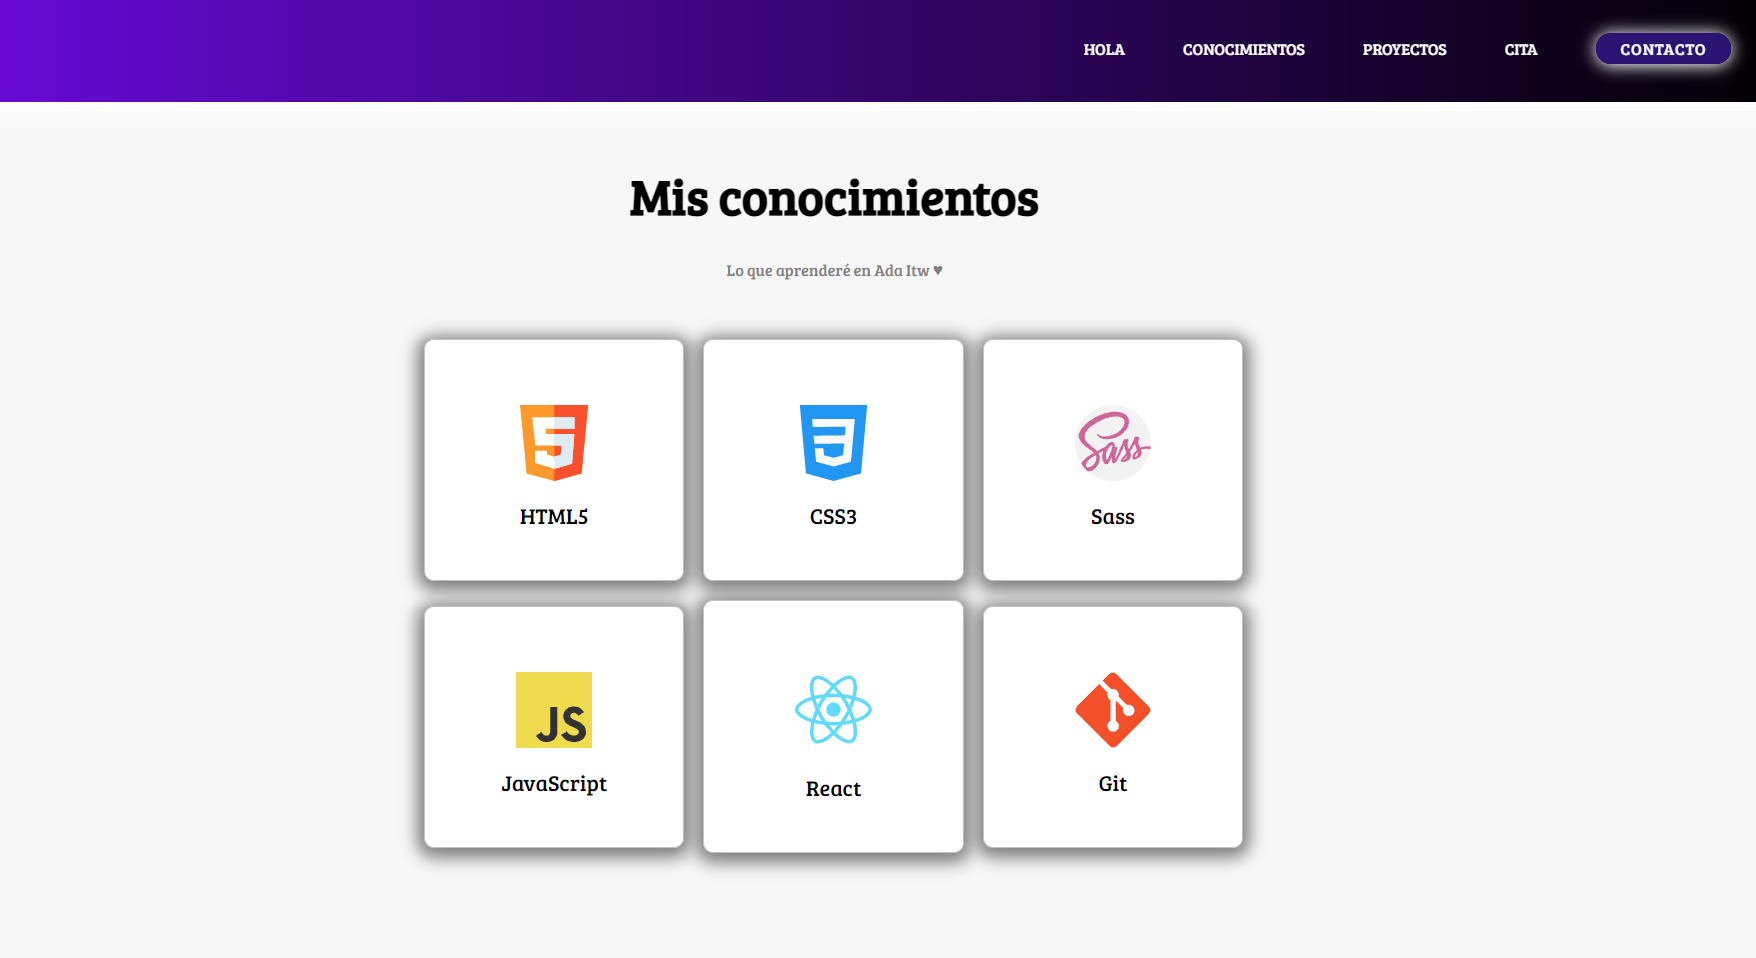 HOLA CONOCIMIENTOS PROYECTOS CITA CONTACTO
Mis conocimientos
Lo que aprenderé en Ada Itw ♥
5 3 Sass
HTML5 CSS3 Sass
JS
JavaScript React Git